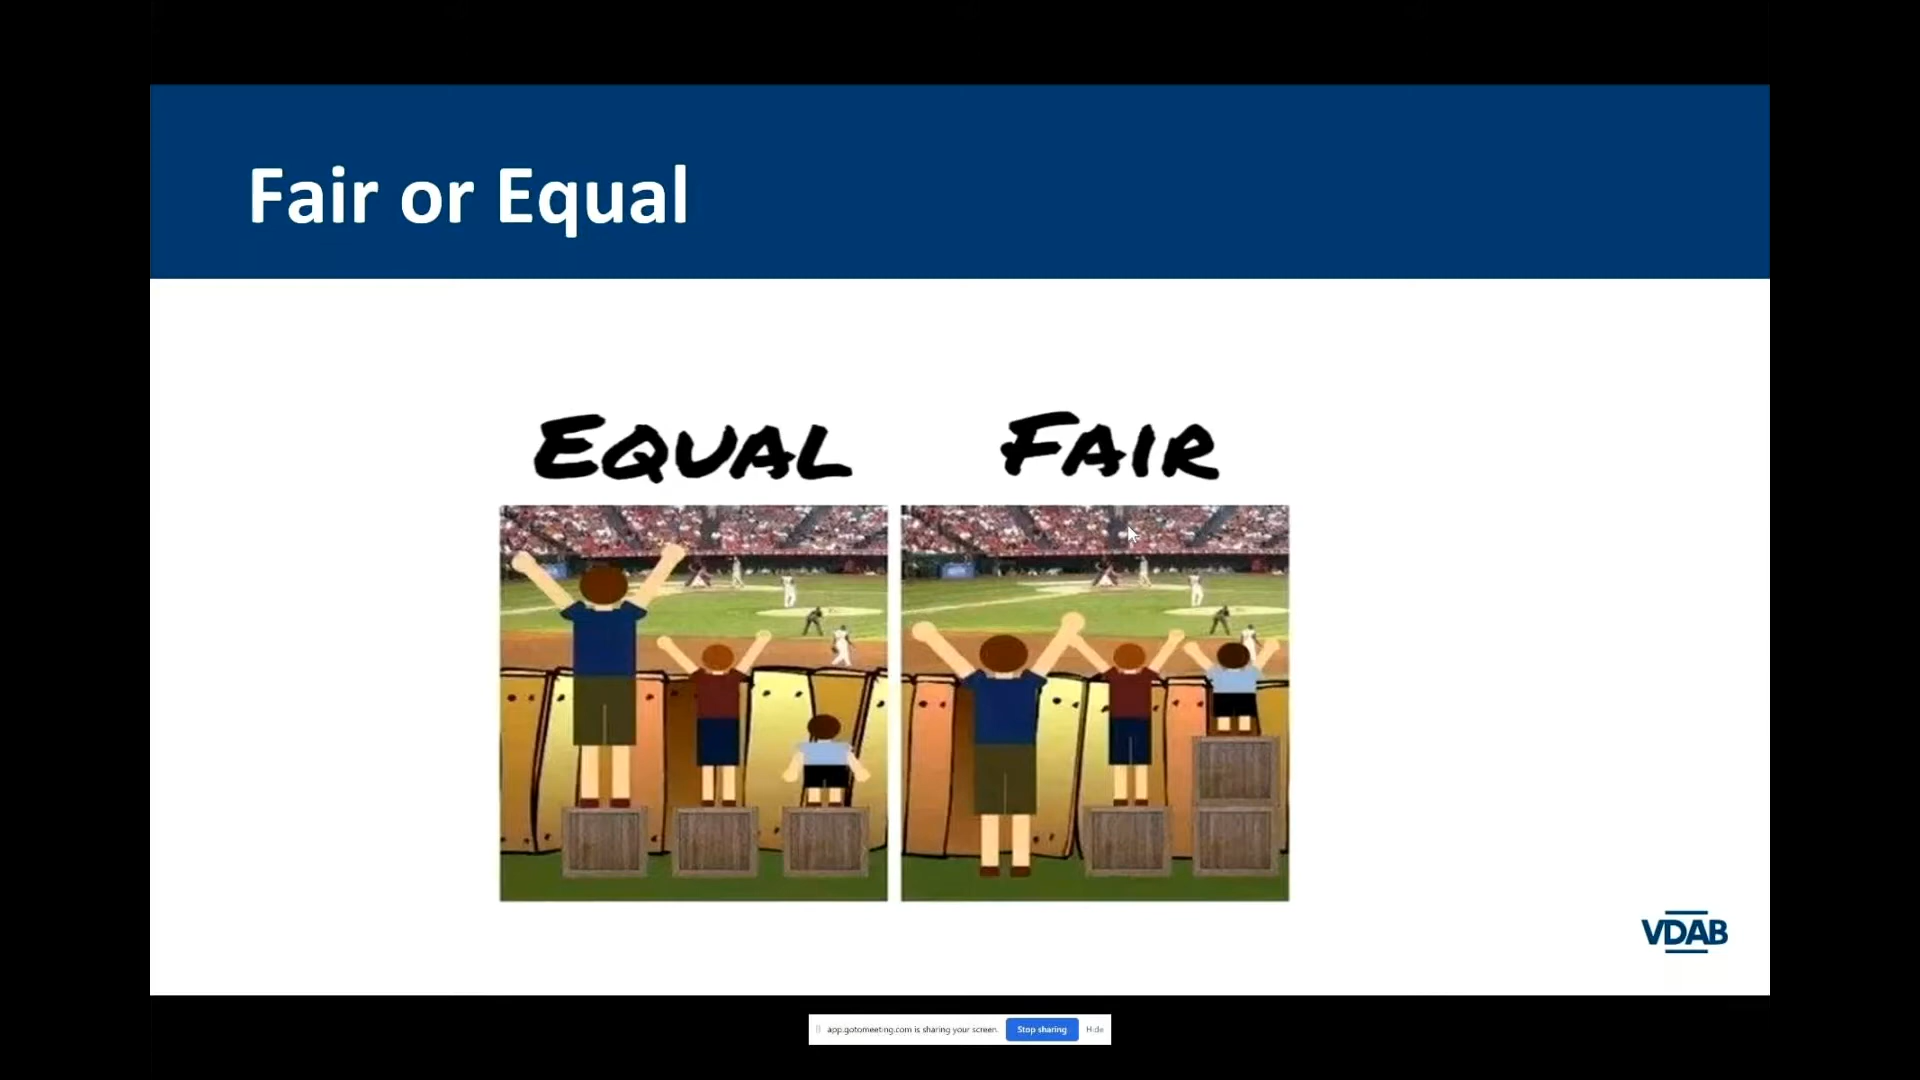 Fair or Equal
EQUAL FAIR
VDAB
app.gotomeeting.com is sharing your screen. Stop sharing Hide